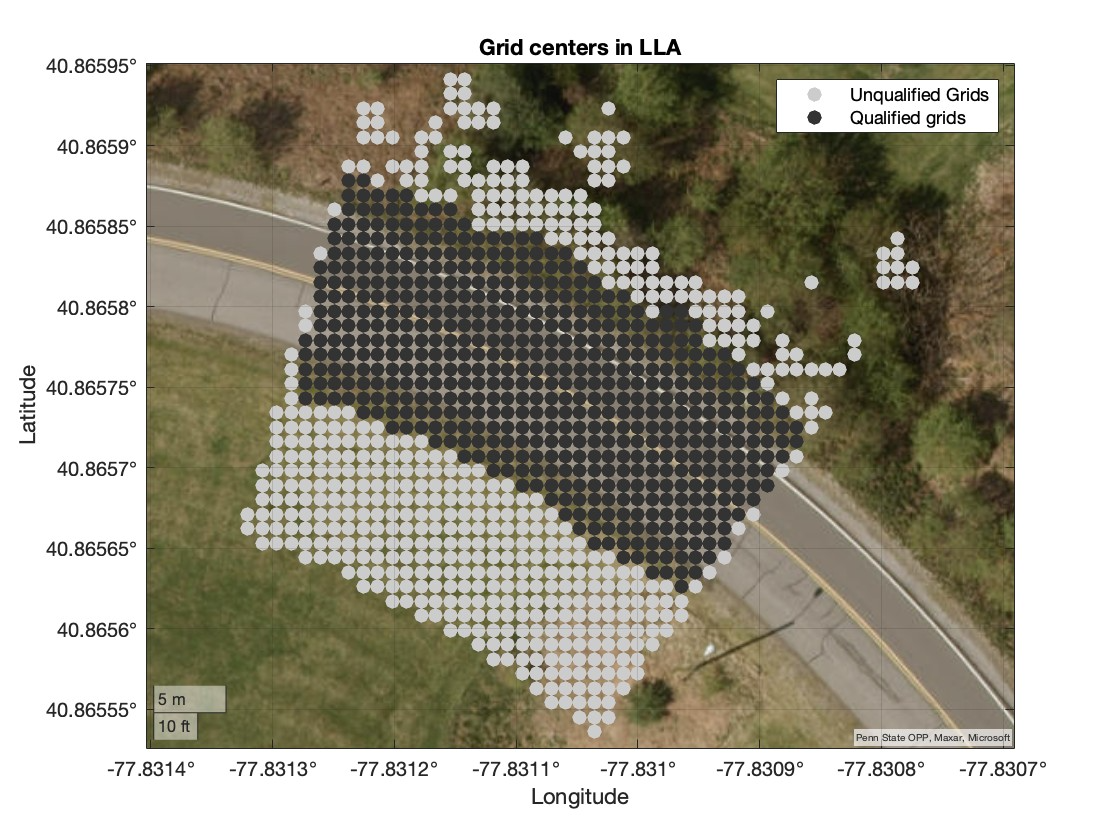 Grid centers in LLA
Unqualified Grids
Qualified grids
40.86595°
40.8659°
40.86585°
40.8658°
40.86575°
40.8657°
40.86565°
40.8656°
40.86555°
Latitude
5 m
10 ft
Penn State OPP, Maxar, Microsoft
-77.8314° -77.8313° -77.8312° -77.8311° -77.831° -77.8309° -77.8308° -77.8307°
Longitude